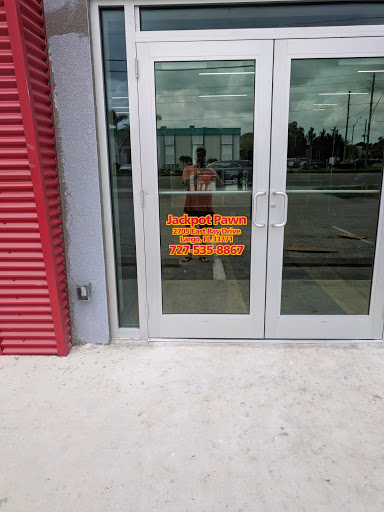 Jackpot Pawn
2705 East Bay Drive
Largo, FL 33771
727-535-8867